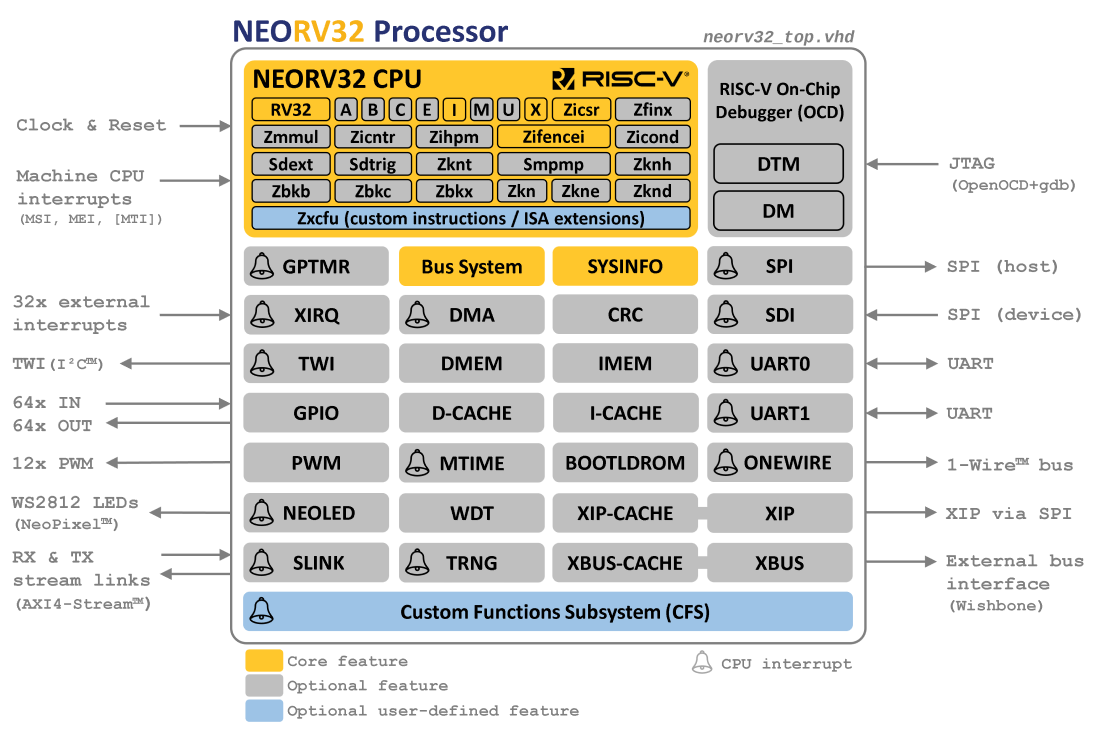 NEORV32 Processor
neorv32_top.vhd
NEORV32 CPU
RISC-V®
RV32 A B C E I M U X Zicsr Zfinx
Zmmul Zicntr Zihpm Zifencei Zicond
Sdext Sdtrig Zknt Smpmp Zknh
Zbkb Zbkc Zbkx Zkn Zkne Zknd
Zxcfu (custom instructions / ISA extensions)
RISC-V On-Chip
Debugger (OCD)
DTM
DM
Clock & Reset
Machine CPU
interrupts
(MSI, MEI, [MTI])
JTAG
(OpenOCD+gdb)
GPTMR Bus System SYSINFO SPI
SPI (host)
32x external
interrupts
XIRQ DMA CRC SDI
SPI (device)
TWI(I²C™)
TWI DMEM IMEM UART0
UART
64x IN
64x OUT
GPIO D-CACHE I-CACHE UART1
UART
12x PWM
PWM MTIME BOOTLDROM ONEWIRE
1-Wire™ bus
WS2812 LEDs
(NeoPixel™)
NEOLED WDT XIP-CACHE XIP
XIP via SPI
RX & TX
stream links
(AXI4-Stream™)
SLINK TRNG XBUS-CACHE XBUS
External bus
interface
(Wishbone)
Custom Functions Subsystem (CFS)
Core feature
Optional feature
Optional user-defined feature
CPU interrupt